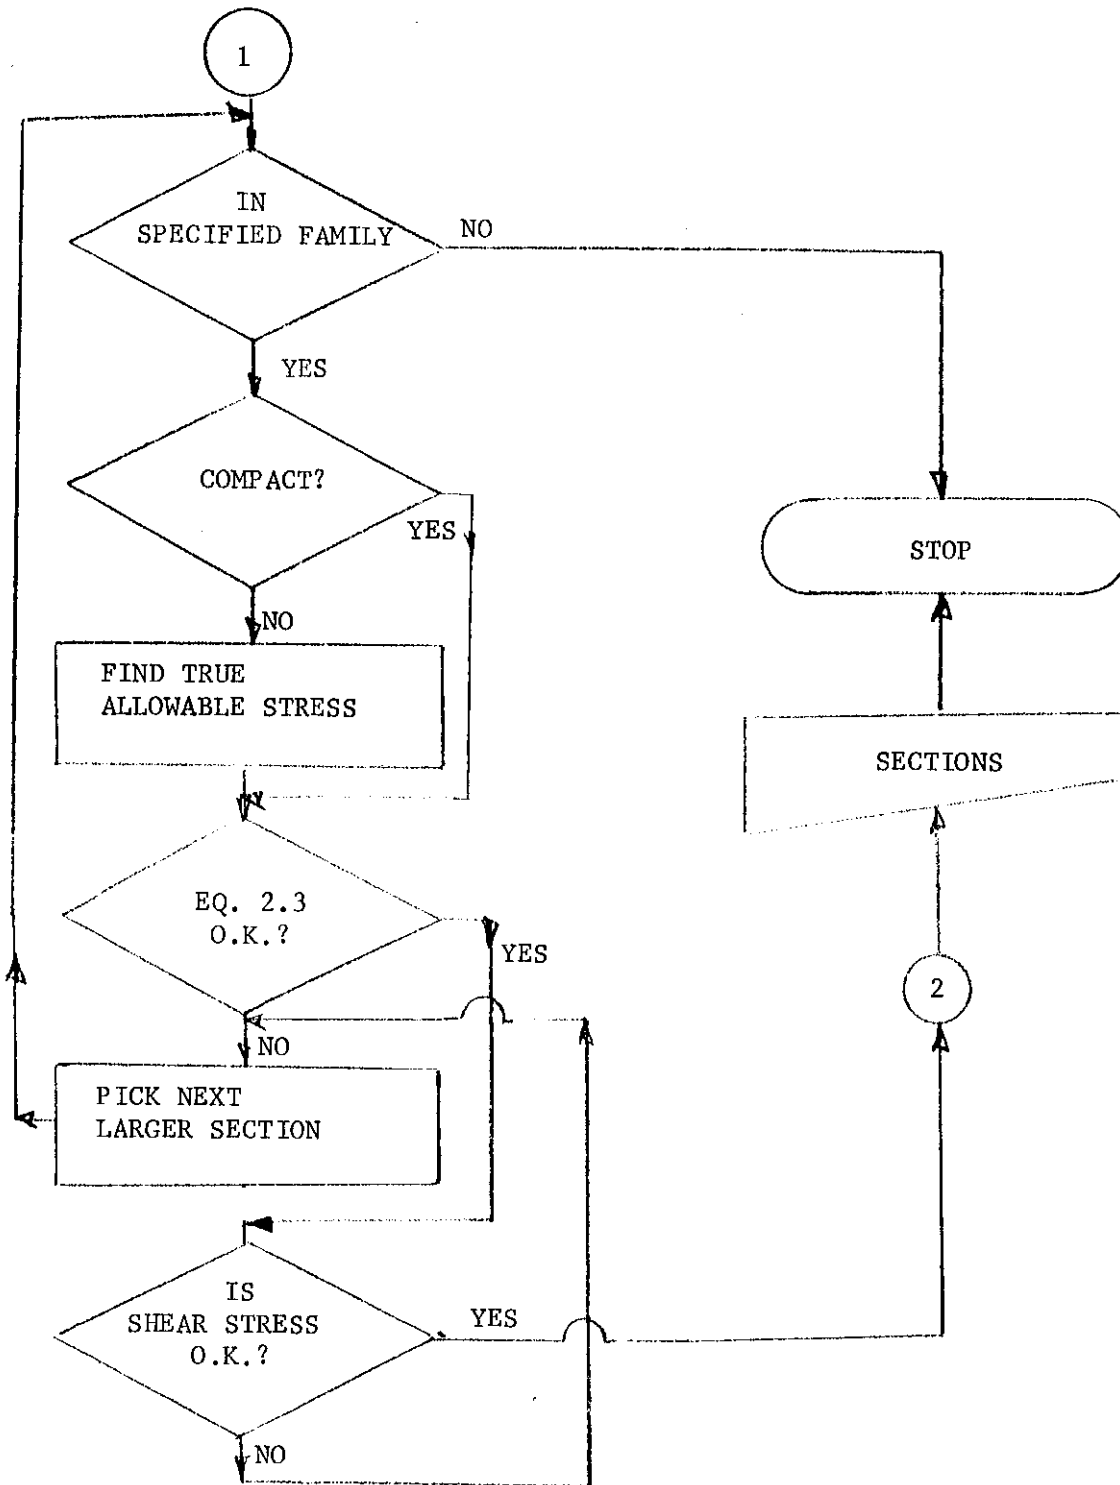 1
IN
SPECIFIED FAMILY
NO
YES
COMPACT?
YES
NO
FIND TRUE
ALLOWABLE STRESS
STOP
SECTIONS
EQ. 2.3
O.K.?
YES
2
NO
PICK NEXT
LARGER SECTION
IS
SHEAR STRESS
O.K.?
YES
NO